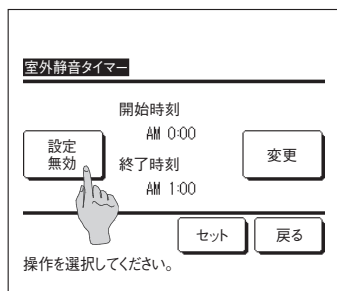 室外静音タイマー
開始時刻
AM 0:00
設定
無効
終了時刻
AM 1:00
変更
セット
戻る
操作を選択してください。